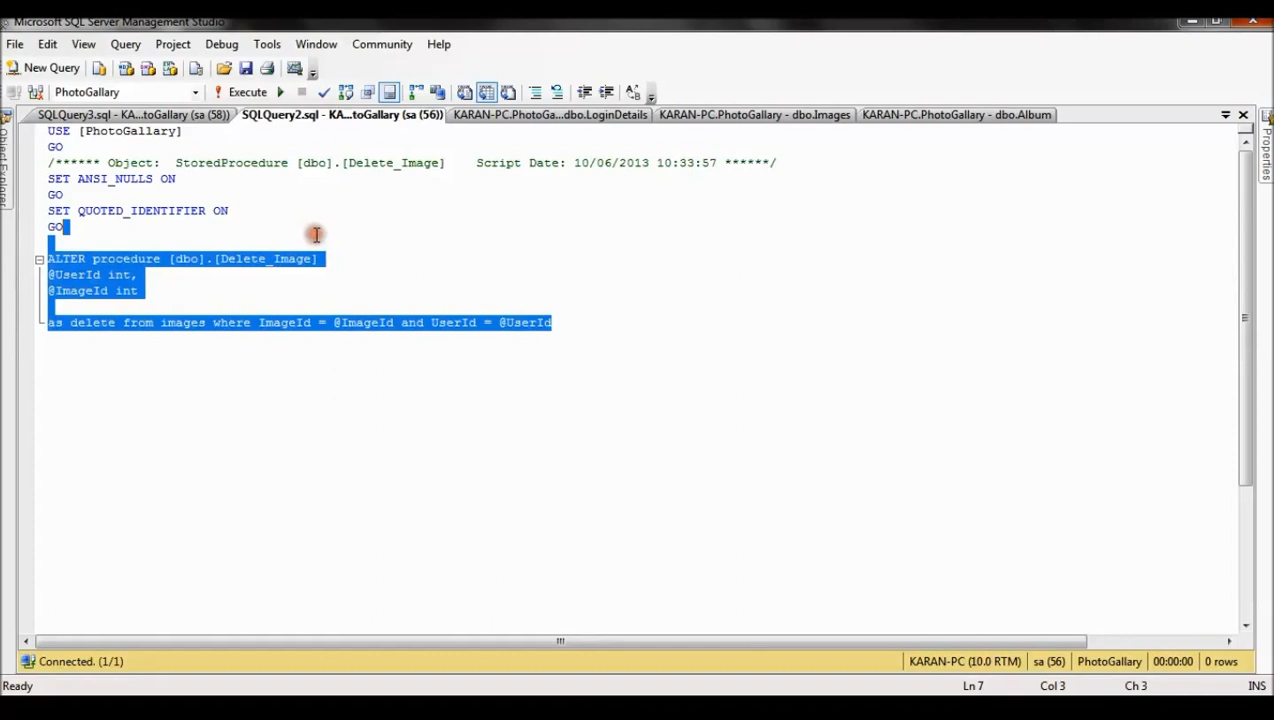 Microsoft SQL Server Management Studio
File Edit View Query Project Debug Tools Window Community Help
New Query
PhotoGallary Execute
SQLQuery3.sql - KA...toGallary (sa (58)) SQLQuery2.sql - KA...toGallary (sa (56)) KARAN-PC.PhotoGa...dbo.LoginDetails KARAN-PC.PhotoGallary - dbo.Images KARAN-PC.PhotoGallary - dbo.Album
USE [PhotoGallary]
GO
/****** Object:  StoredProcedure [dbo].[Delete_Image]    Script Date: 10/06/2013 10:33:57 ******/
SET ANSI_NULLS ON
GO
SET QUOTED_IDENTIFIER ON
GO
ALTER procedure [dbo].[Delete_Image]
@UserId int,
@ImageId int
as delete from images where ImageId = @ImageId and UserId = @UserId
Object Explorer
Properties
Connected. (1/1) KARAN-PC (10.0 RTM) sa (56) PhotoGallary 00:00:00 0 rows
Ready Ln 7 Col 3 Ch 3 INS